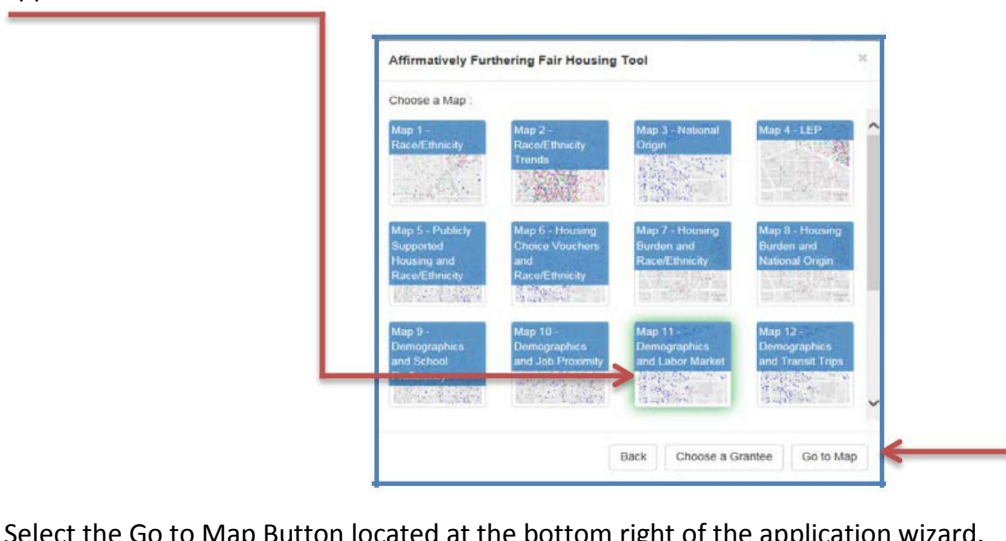 Affirmatively Furthering Fair Housing Tool
Choose a Map :
Map 1 -
Race/Ethnicity
Map 2 -
Race/Ethnicity
Trends
Map 3 - National
Origin
Map 4 - LEP
Map 5 - Publicly
Supported
Housing and
Race/Ethnicity
Map 6 - Housing
Choice Vouchers
and
Race/Ethnicity
Map 7 - Housing
Burden and
Race/Ethnicity
Map 8 - Housing
Burden and
National Origin
Map 9 -
Demographics
and School
Map 10 -
Demographics
and Job Proximity
Map 11 -
Demographics
and Labor Market
Map 12 -
Demographics
and Transit Trips
Back Choose a Grantee Go to Map
Select the Go to Map Button located at the bottom right of the application wizard.